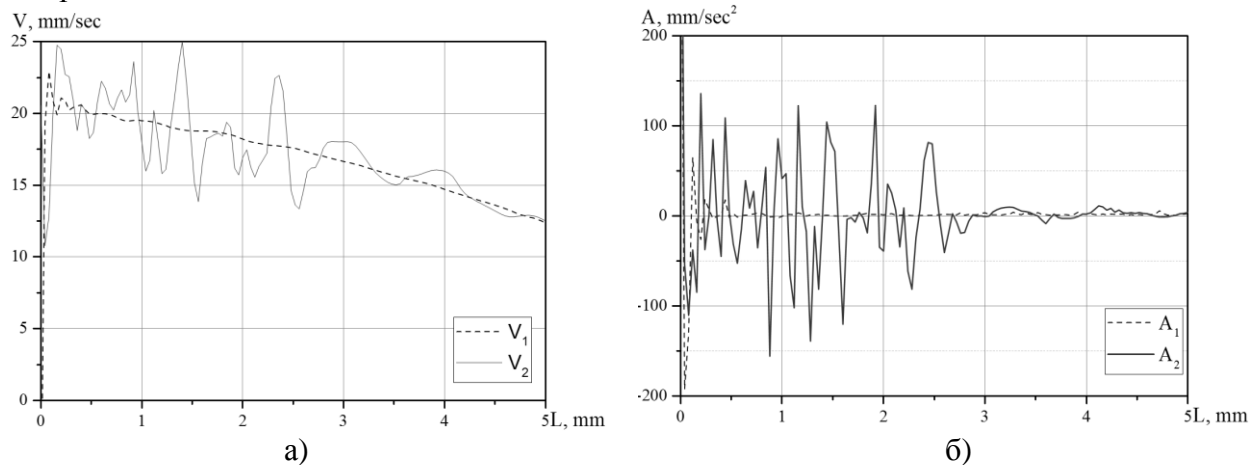 V, mm/sec
25
20
15
10
5
0
0 1 2 3 4 5L, mm
V₁
V₂
а)
A, mm/sec²
200
100
0
-100
-200
0 1 2 3 4 5L, mm
A₁
A₂
б)